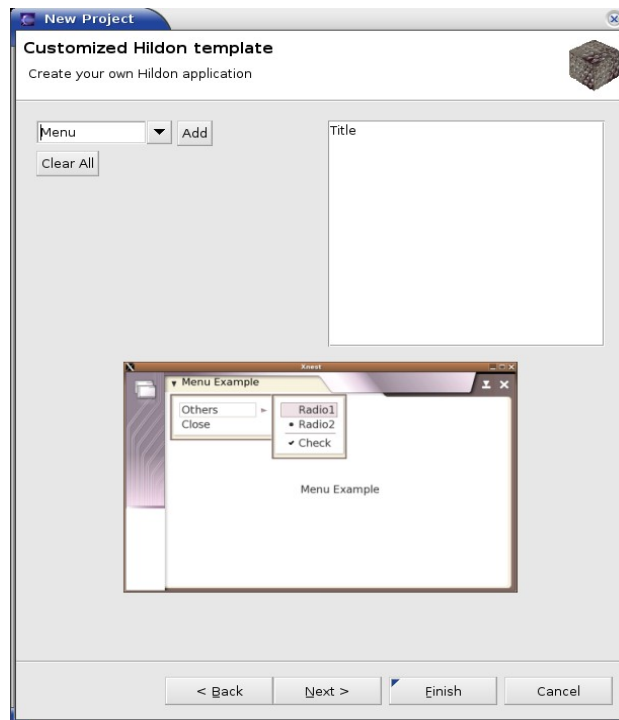 New Project
Customized Hildon template
Create your own Hildon application
Menu
Add
Title
Clear All
Xnest
Menu Example
Others
Close
Radio1
Radio2
Check
Menu Example
< Back
Next >
Finish
Cancel